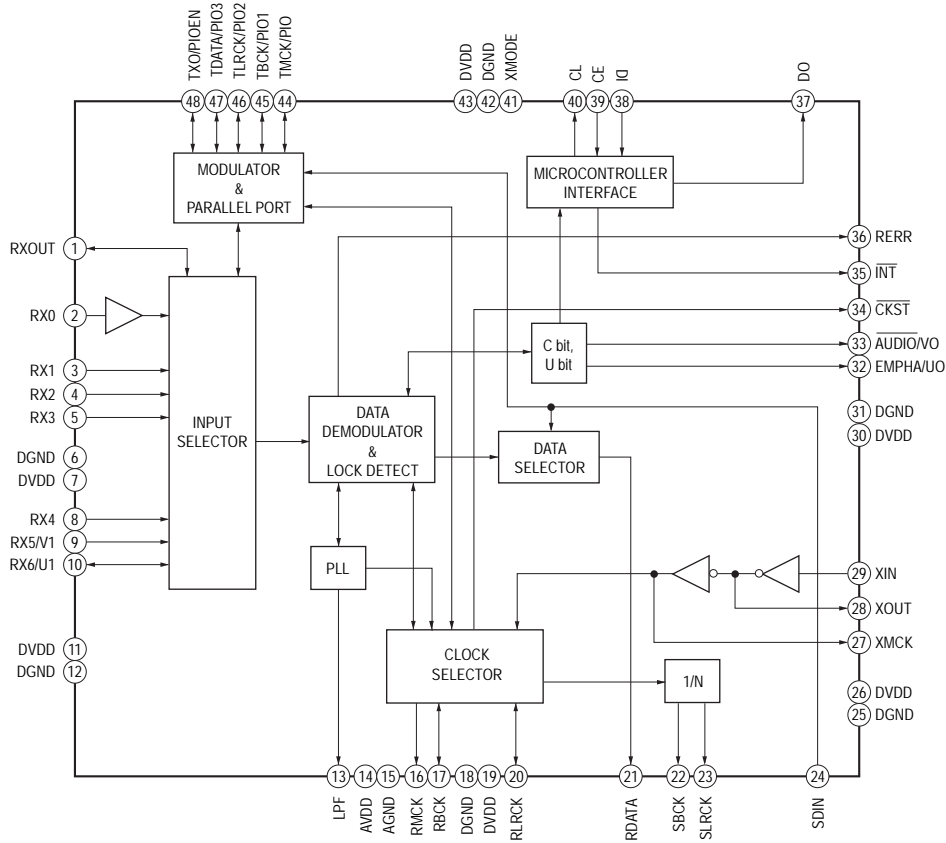 TXO/PIOEN
TDATA/PIO3
TLRCK/PIO2
TBCK/PIO1
TMCK/PIO
DVDD
DGND
XMODE
CL
CE
DI
DO
48
47
46
45
44
43
42
41
40
39
38
37
MODULATOR
&
PARALLEL PORT
MICROCONTROLLER
INTERFACE
RXOUT 1
36 RERR
35 INT
RX0 2
34 CKST
33 AUDIO/VO
C bit,
U bit
32 EMPHA/UO
RX1 3
RX2 4
RX3 5
31 DGND
30 DVDD
INPUT
SELECTOR
DATA
DEMODULATOR
&
LOCK DETECT
DATA
SELECTOR
DGND 6
DVDD 7
RX4 8
RX5/V1 9
RX6/U1 10
PLL
29 XIN
28 XOUT
27 XMCK
DVDD 11
DGND 12
CLOCK
SELECTOR
1/N
26 DVDD
25 DGND
13
14
15
16
17
18
19
20
21
22
23
24
LPF
AVDD
AGND
RMCK
RBCK
DGND
DVDD
RLRCK
RDATA
SBCK
SLRCK
SDIN